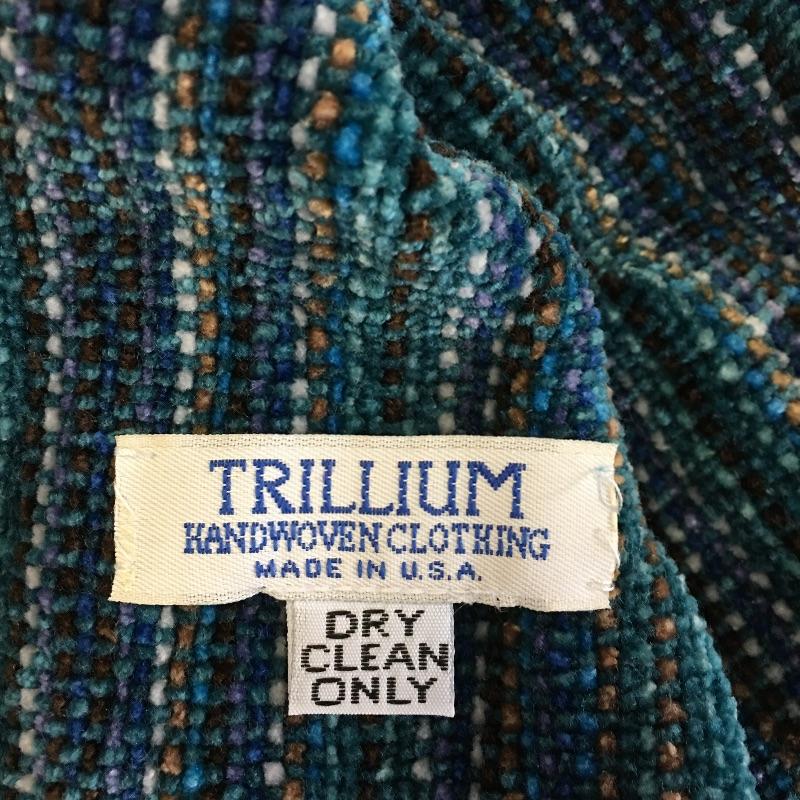 TRILLIUM
HANDWOVEN CLOTHING
MADE IN U.S.A.
DRY
CLEAN
ONLY